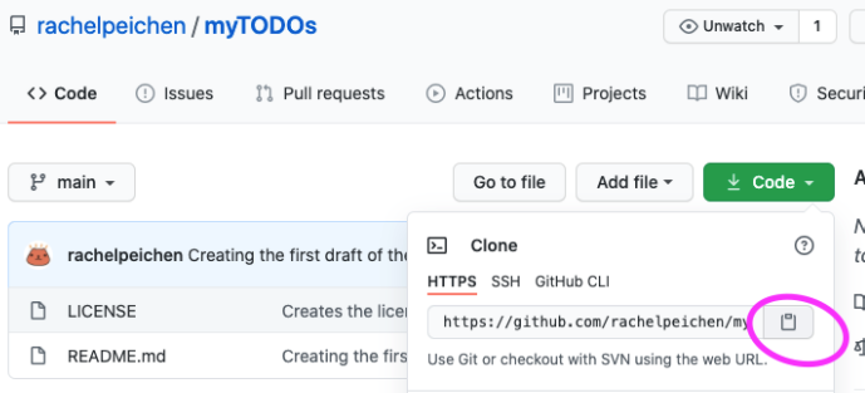 rachelpeichen / myTODOs
Unwatch 1
Code Issues Pull requests Actions Projects Wiki Securi
main Go to file Add file Code
rachelpeichen Creating the first draft of the
Clone
HTTPS SSH GitHub CLI
LICENSE Creates the licen
https://github.com/rachelpeichen/my
README.md Creating the firs
Use Git or checkout with SVN using the web URL.